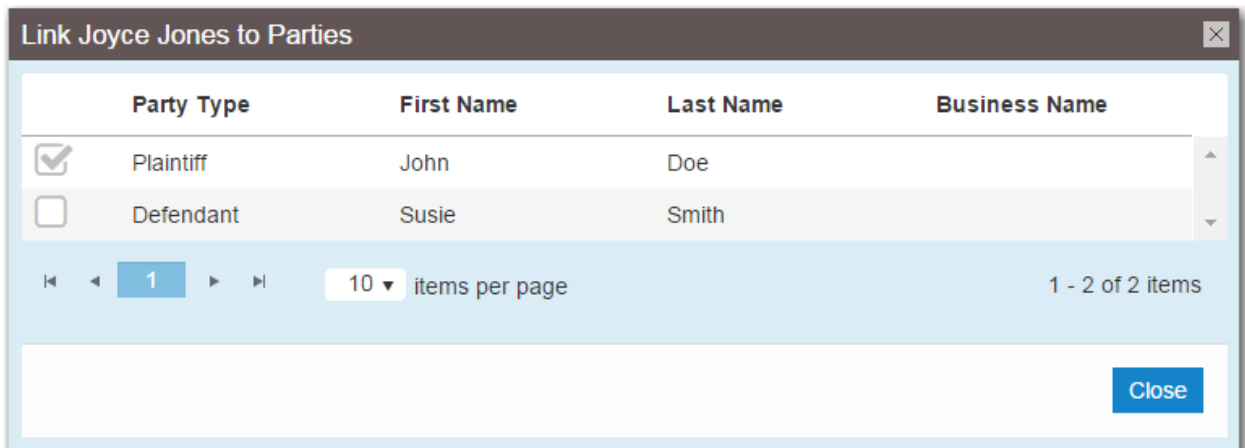 Link Joyce Jones to Parties
Party Type First Name Last Name Business Name
Plaintiff John Doe
Defendant Susie Smith
1 10 items per page 1 - 2 of 2 items
Close